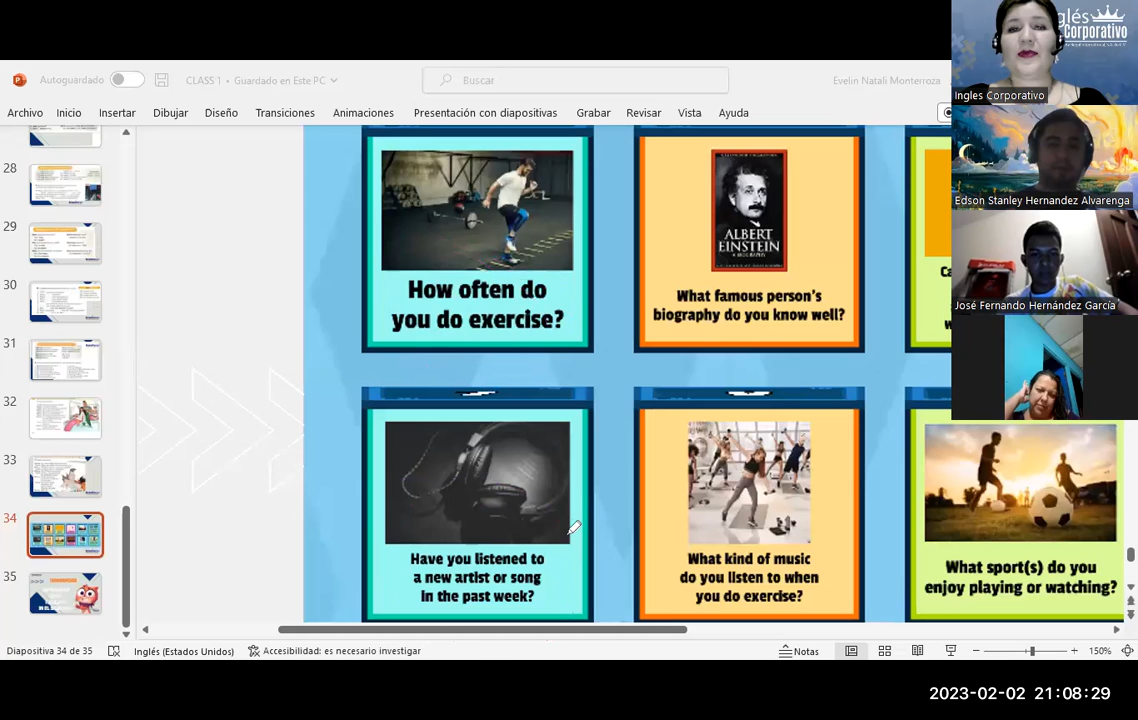 Autoguardado
CLASS 1 • Guardado en Este PC
Buscar
Evelin Natali Monterroza
Archivo Inicio Insertar Dibujar Diseño Transiciones Animaciones Presentación con diapositivas Grabar Revisar Vista Ayuda
28
29
30
31
32
33
34
35
ALBERT
EINSTEIN
How often do
you do exercise?
What famous person's
biography do you know well?
Have you listened to
a new artist or song
in the past week?
What kind of music
do you listen to when
you do exercise?
What sport(s) do you
enjoy playing or watching?
glés
Corporativo
Ingles Corporativo
Edson Stanley Hernandez Alvarenga
José Fernando Hernández García
Diapositiva 34 de 35 Inglés (Estados Unidos) Accesibilidad: es necesario investigar Notas 150%
2023-02-02 21:08:29